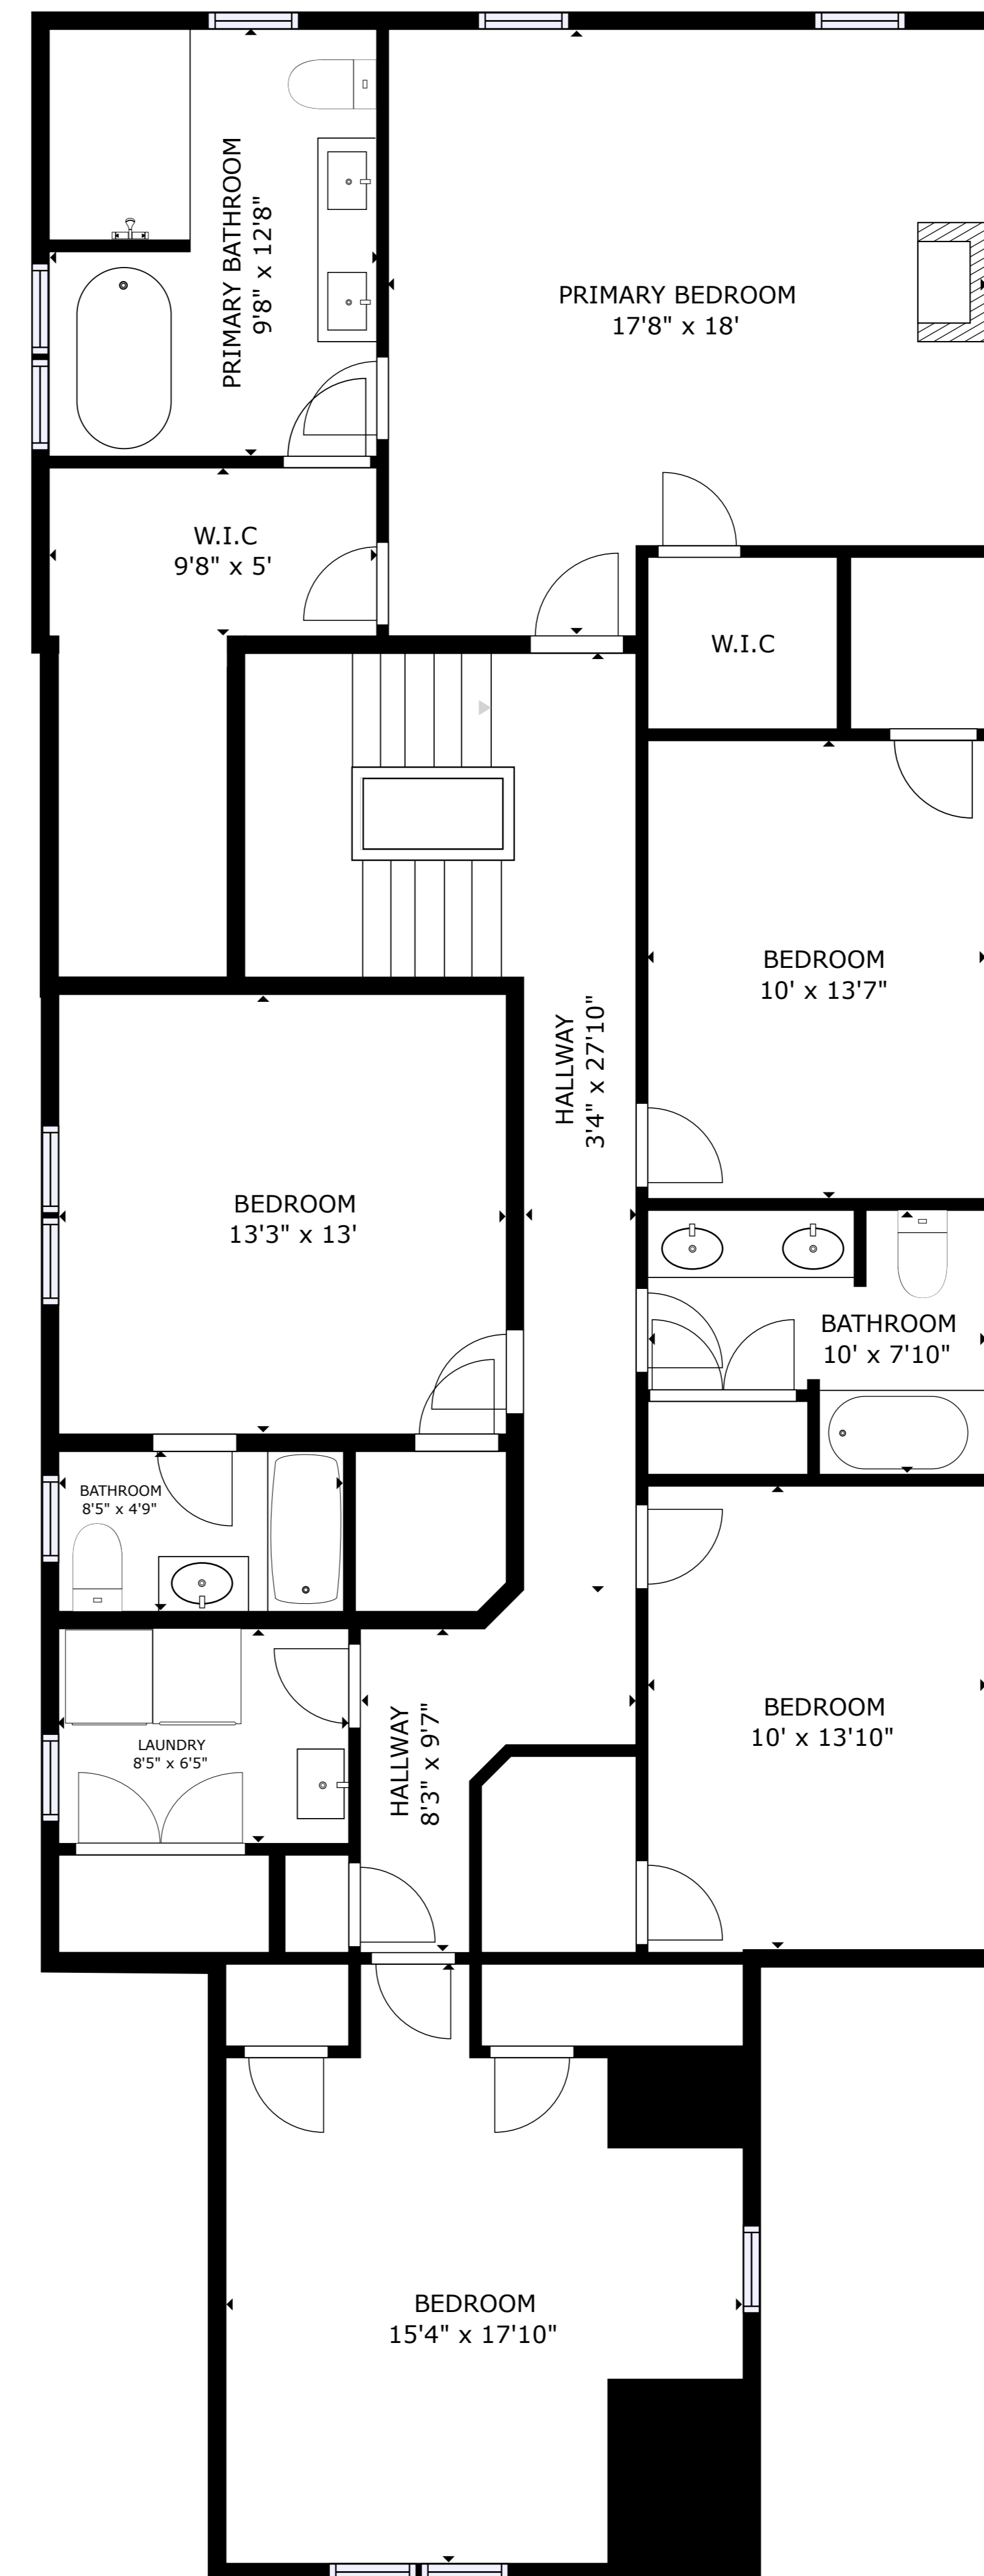 PRIMARY BATHROOM
9'8" x 12'8"
PRIMARY BEDROOM
17'8" x 18'
W.I.C
9'8" x 5'
W.I.C
BEDROOM
10' x 13'7"
HALLWAY
3'4" x 27'10"
BEDROOM
13'3" x 13'
BATHROOM
10' x 7'10"
BATHROOM
8'5" x 4'9"
BEDROOM
10' x 13'10"
LAUNDRY
8'5" x 6'5"
HALLWAY
8'3" x 9'7"
BEDROOM
15'4" x 17'10"